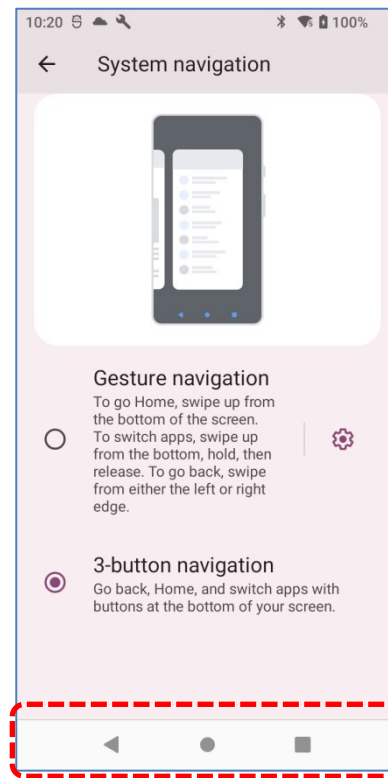 10:20 100%
System navigation
Gesture navigation
To go Home, swipe up from
the bottom of the screen.
To switch apps, swipe up
from the bottom, hold, then
release. To go back, swipe
from either the left or right
edge.
3-button navigation
Go back, Home, and switch apps with
buttons at the bottom of your screen.